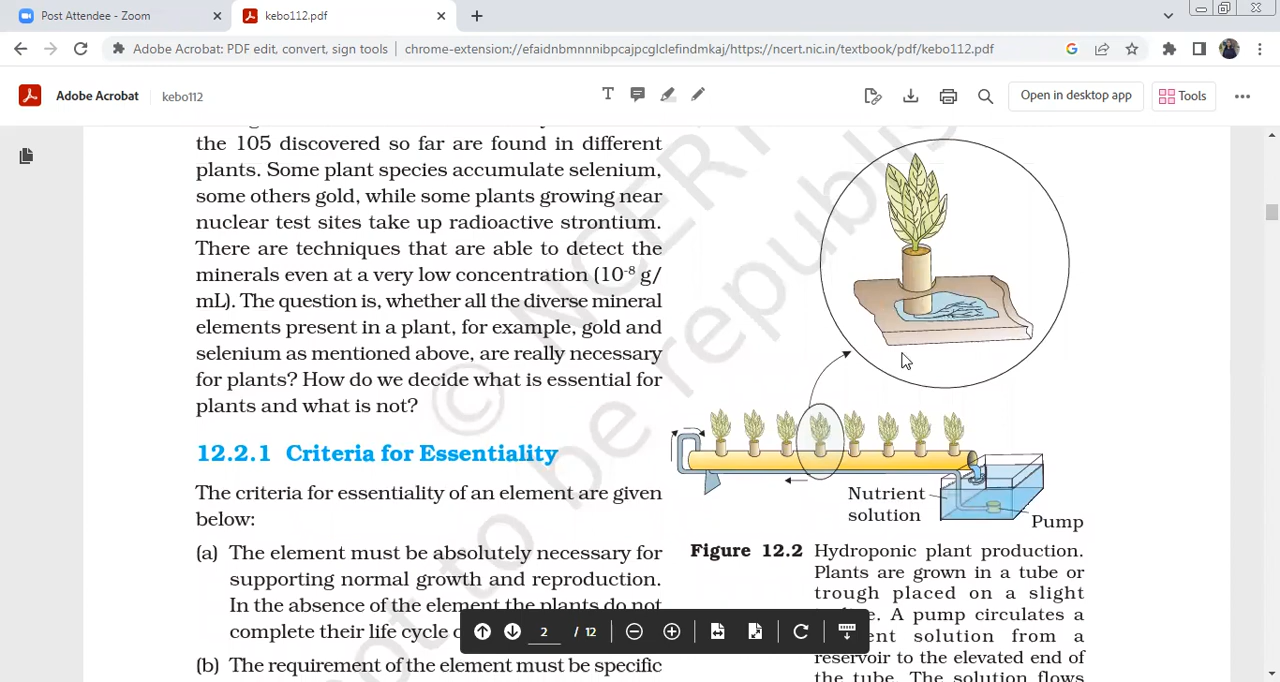 Post Attendee - Zoom
kebo112.pdf
Adobe Acrobat: PDF edit, convert, sign tools | chrome-extension://efaidnbmnnnibpcajpcglclefindmkaj/https://ncert.nic.in/textbook/pdf/kebo112.pdf
Adobe Acrobat
kebo112
Open in desktop app
Tools
the 105 discovered so far are found in different
plants. Some plant species accumulate selenium,
some others gold, while some plants growing near
nuclear test sites take up radioactive strontium.
There are techniques that are able to detect the
minerals even at a very low concentration (10⁻⁸ g/
mL). The question is, whether all the diverse mineral
elements present in a plant, for example, gold and
selenium as mentioned above, are really necessary
for plants? How do we decide what is essential for
plants and what is not?
12.2.1 Criteria for Essentiality
The criteria for essentiality of an element are given
below:
(a) The element must be absolutely necessary for
supporting normal growth and reproduction.
In the absence of the element the plants do not
complete their life cycle
(b) The requirement of the element must be specific
Nutrient
solution
Pump
Figure 12.2 Hydroponic plant production.
Plants are grown in a tube or
trough placed on a slight
A pump circulates a
solution from a
reservoir to the elevated end of
the tube. The solution flows
2 / 12
© NCERT
not to be republi